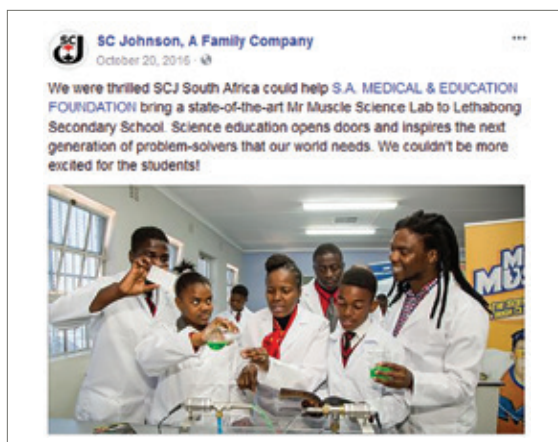 SC
J
SC Johnson, A Family Company
October 20, 2016
We were thrilled SCJ South Africa could help S.A. MEDICAL & EDUCATION
FOUNDATION bring a state-of-the-art Mr Muscle Science Lab to Lethabong
Secondary School. Science education opens doors and inspires the next
generation of problem-solvers that our world needs. We couldn't be more
excited for the students!